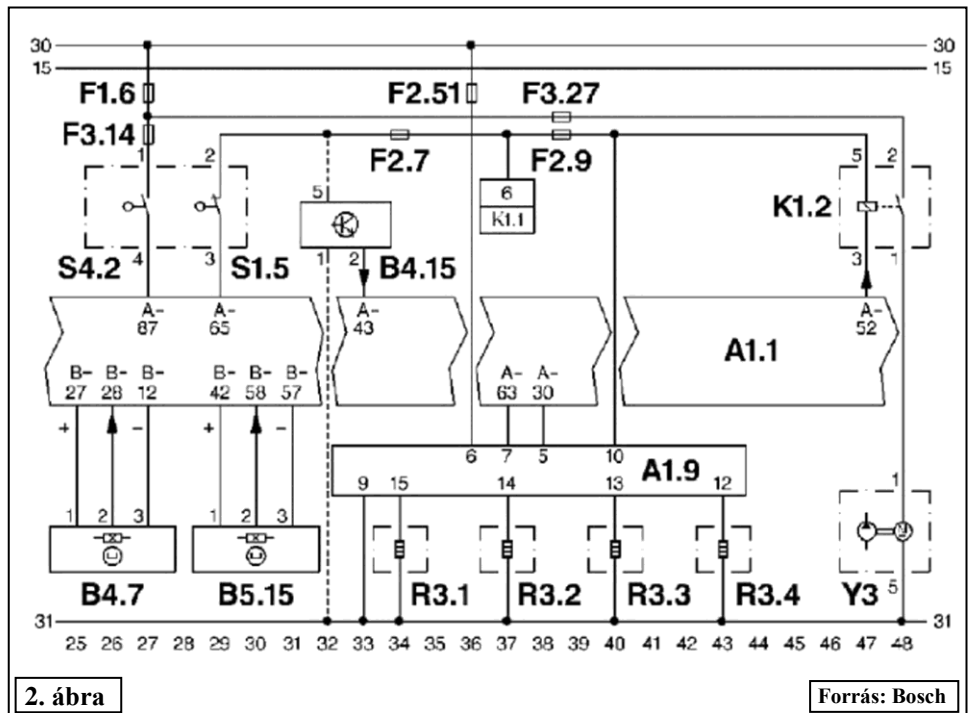 30 30
15 15
F1.6 F2.51 F3.27
F3.14 F2.7 F2.9
1 2 5 5 2
6
K1.1 K1.2
4 3 1 2 B4.15 3 1
S4.2 S1.5
A- A- A- A-
87 65 43 52
A1.1
B- B- B- B- B- B- A- A-
27 28 12 42 58 57 63 30
+ - + -
6 7 5 10
A1.9
9 15 14 13 12
1 2 3 1 2 3 1
B4.7 B5.15 R3.1 R3.2 R3.3 R3.4 Y3 5
31 31
25 26 27 28 29 30 31 32 33 34 35 36 37 38 39 40 41 42 43 44 45 46 47 48
2. ábra Forrás: Bosch